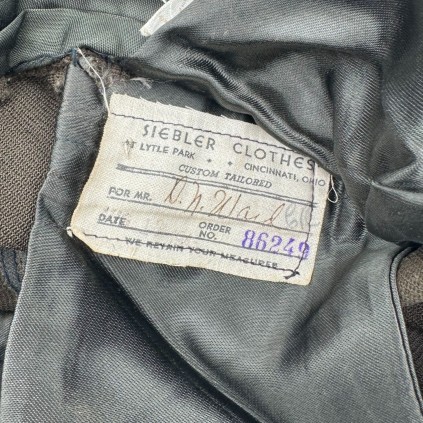 SIEBLER CLOTHES
AT LYTLE PARK + + CINCINNATI, OHIO
CUSTOM TAILORED
FOR MR. D. N. Ward
DATE ORDER NO. 86249
WE RETAIN YOUR MEASURES